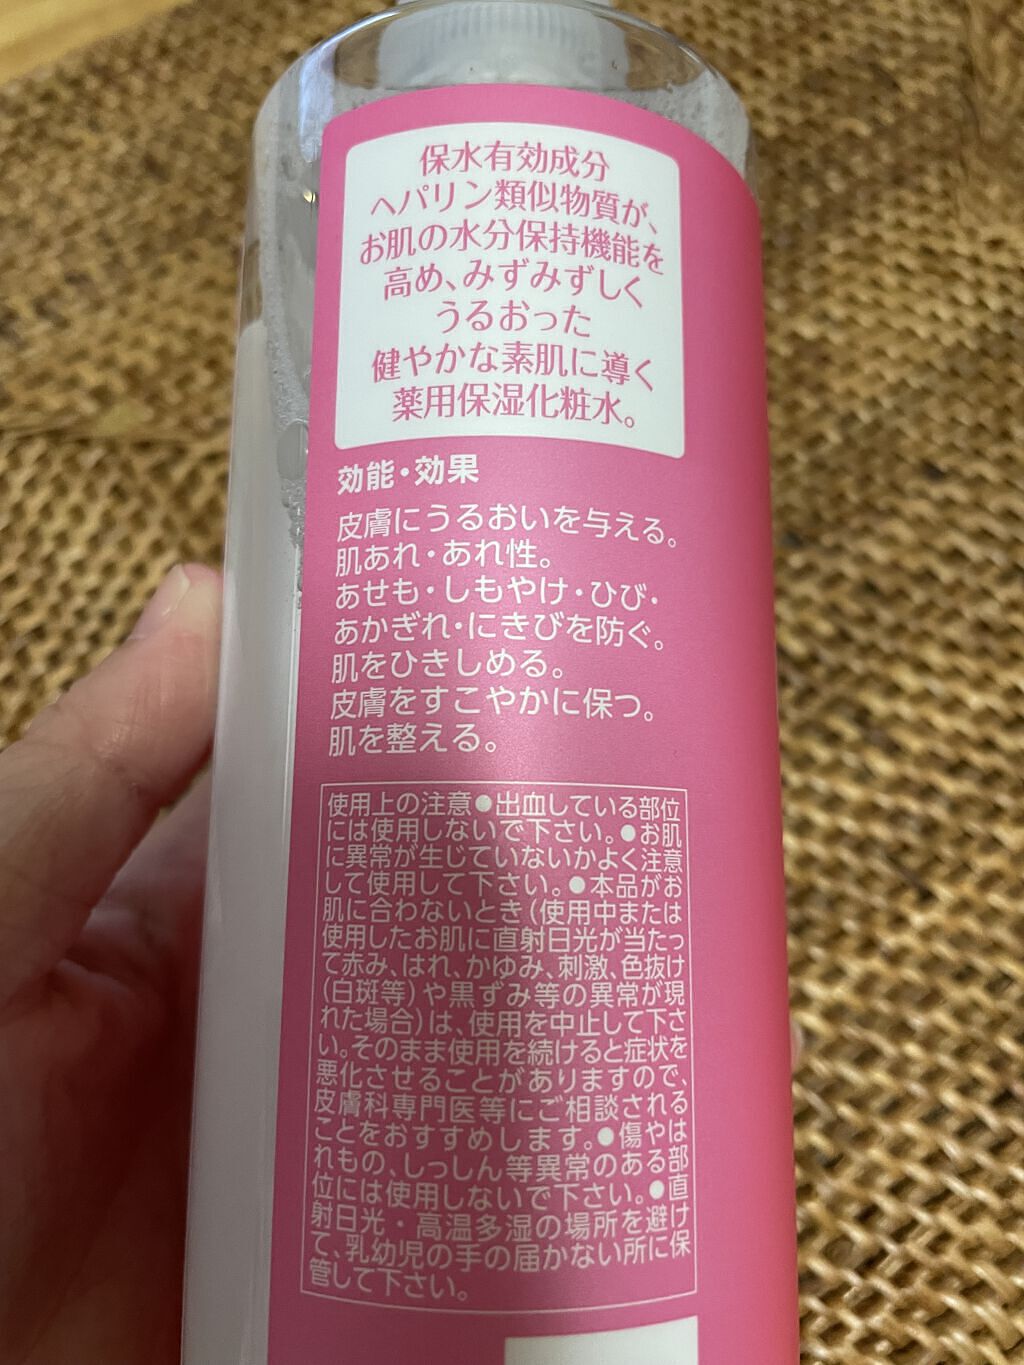 保水有効成分
ヘパリン類似物質が、
お肌の水分保持機能を
高め、みずみずしく
うるおった
健やかな素肌に導く
薬用保湿化粧水。
効能・効果
皮膚にうるおいを与える。
肌あれ・あれ性。
あせも・しもやけ・ひび・
あかぎれ・にきびを防ぐ。
肌をひきしめる。
皮膚をすこやかに保つ。
肌を整える。
使用上の注意●出血している部位
には使用しないで下さい。●お肌
に異常が生じていないかよく注意
して使用して下さい。●本品がお
肌に合わないとき（使用中または
使用したお肌に直射日光が当たっ
て赤み、はれ、かゆみ、刺激、色抜け
（白斑等）や黒ずみ等の異常が現
れた場合）は、使用を中止して下さ
い。そのまま使用を続けると症状を
悪化させることがありますので、
皮膚科専門医等にご相談される
ことをおすすめします。●傷やは
れもの、しっしん等異常のある部
位には使用しないで下さい。●直
射日光・高温多湿の場所を避け
て、乳幼児の手の届かない所に保
管して下さい。